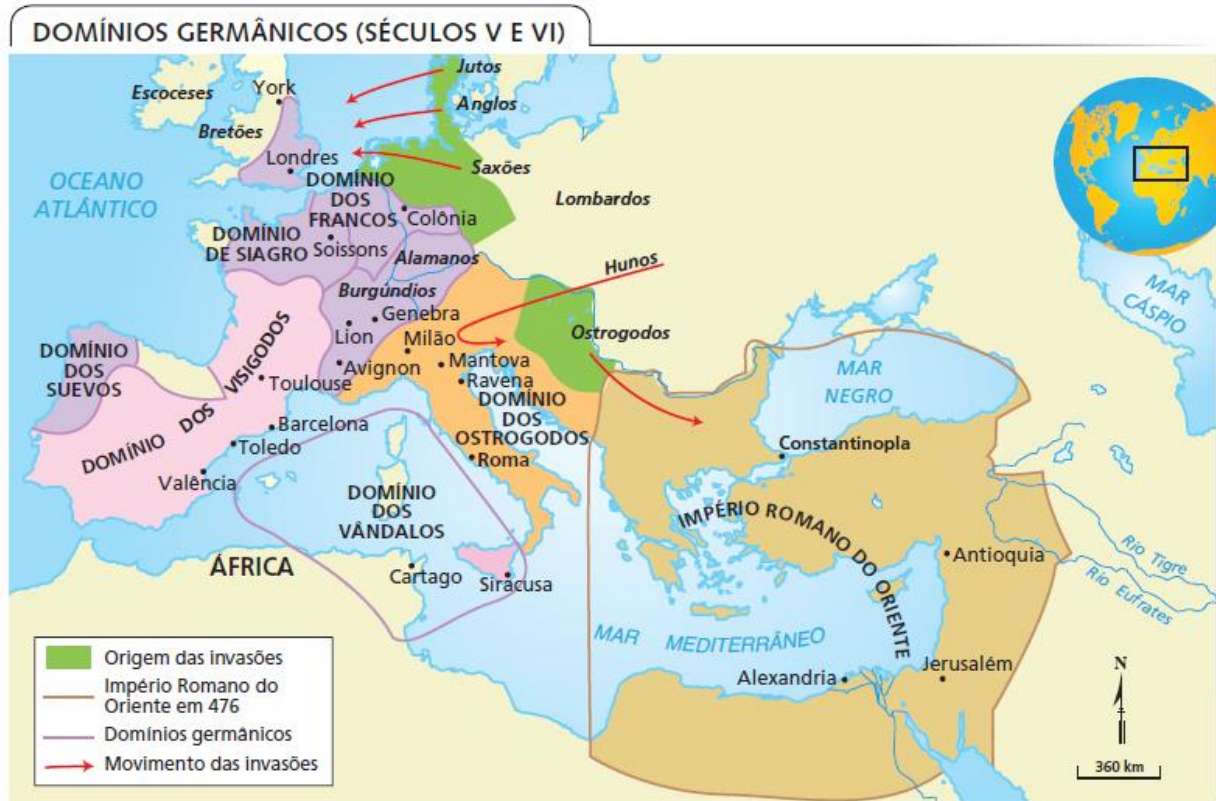 DOMÍNIOS GERMÂNICOS (SÉCULOS V E VI)
Jutos
Escoceses
York
Anglos
Bretões
Londres
Saxões
OCEANO
ATLÂNTICO
DOMÍNIO
DOS
FRANCOS
Lombardos
Colônia
DOMÍNIO
DE SIAGRO
Soissons
Alamanos
Hunos
MAR
CÁSPIO
Burgúndios
Genebra
Lion
Milão
Ostrogodos
DOMÍNIO
DOS
SUEVOS
Avignon
Mantova
Ravena
MAR
NEGRO
DOMÍNIO DOS VISIGODOS
Toulouse
DOMÍNIO
DOS
OSTROGODOS
Barcelona
Toledo
Roma
Constantinopla
Valência
DOMÍNIO
DOS
VÂNDALOS
IMPÉRIO ROMANO DO ORIENTE
ÁFRICA
Cartago
Siracusa
Antioquia
Rio Tigre
Rio Eufrates
MAR MEDITERRÂNEO
Alexandria
Jerusalém
N
360 km
Origem das invasões
Império Romano do
Oriente em 476
Domínios germânicos
Movimento das invasões